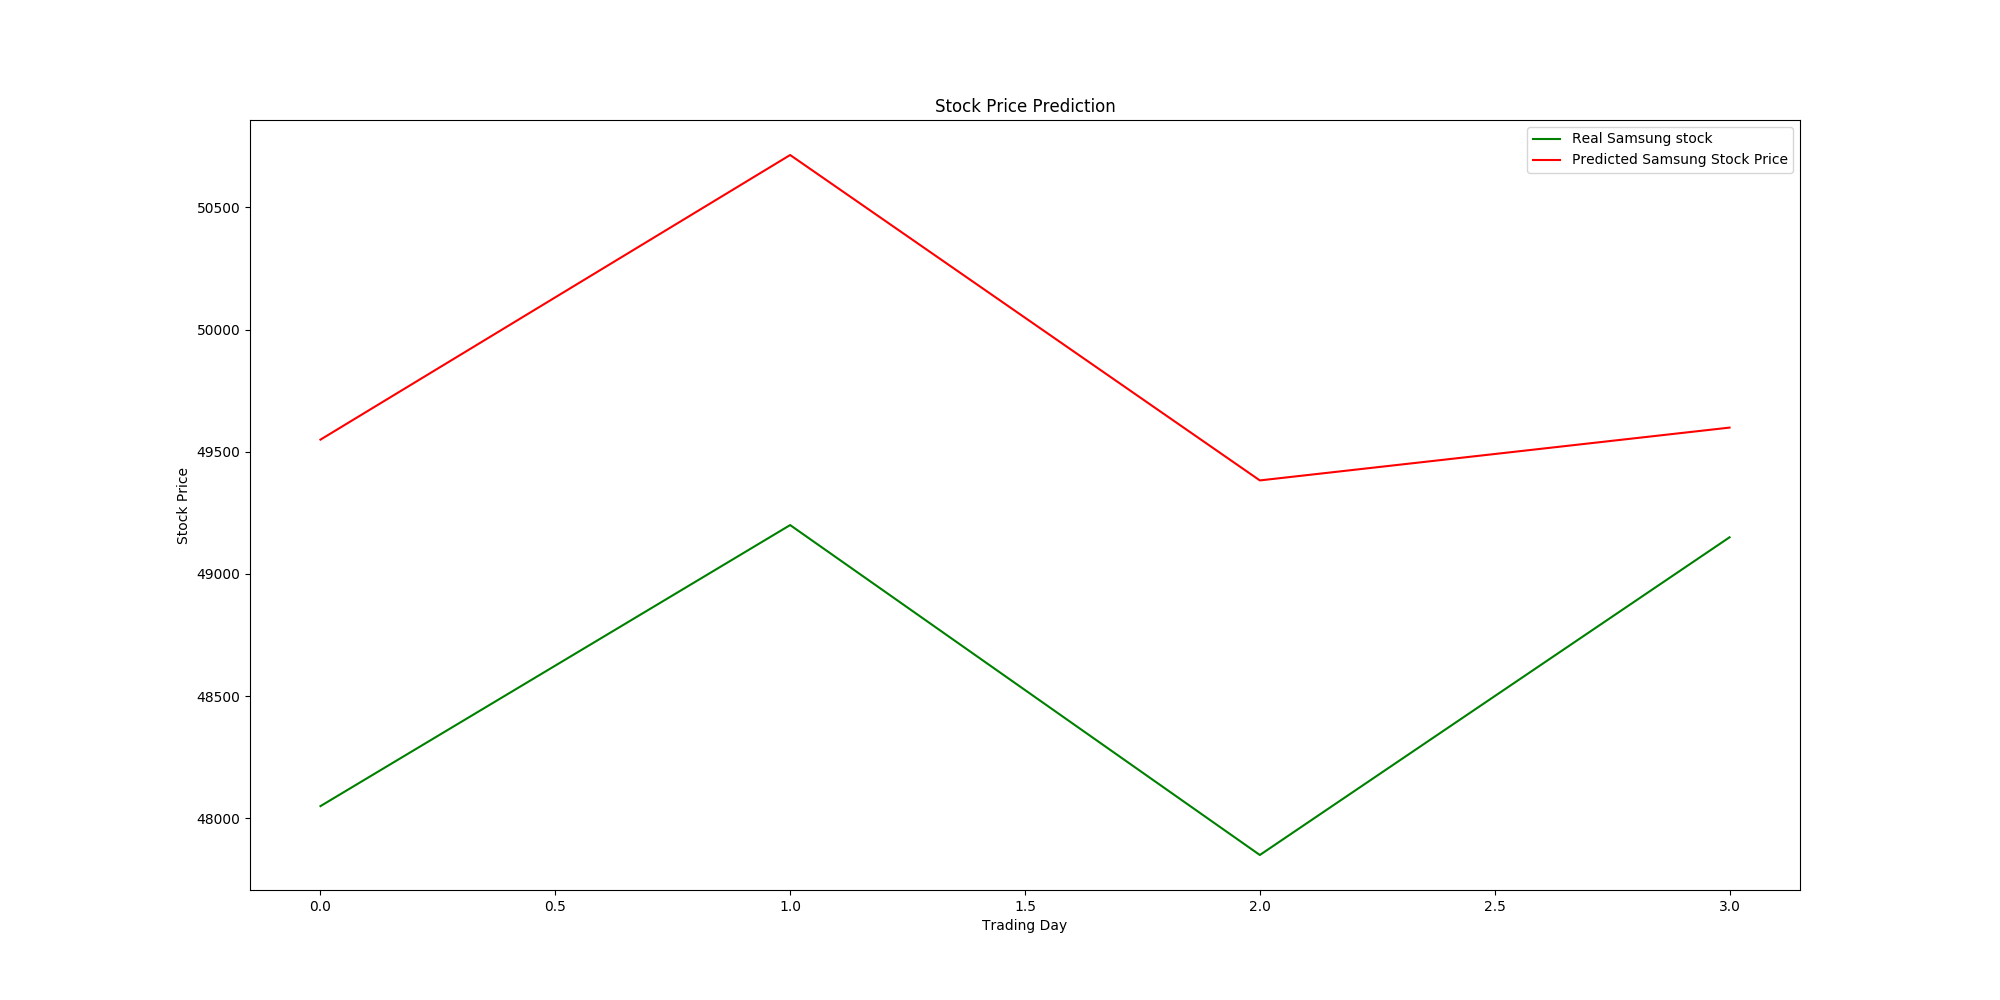 Stock Price Prediction
Real Samsung stock
Predicted Samsung Stock Price
50500
50000
49500
49000
48500
48000
Stock Price
0.0 0.5 1.0 1.5 2.0 2.5 3.0
Trading Day